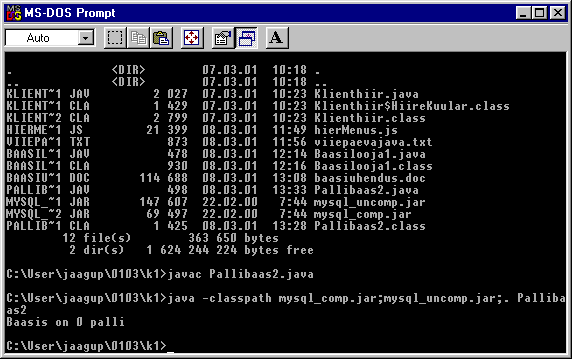 MS-DOS Prompt
Auto
A
. <DIR> 07.03.01 10:18 .
.. <DIR> 07.03.01 10:18 ..
KLIENT~1 JAV 2 027 07.03.01 10:23 Klienthiir.java
KLIENT~1 CLA 1 429 07.03.01 10:23 Klienthiir$HiireKuular.class
KLIENT~2 CLA 2 799 07.03.01 10:23 Klienthiir.class
HIERME~1 JS 21 399 08.03.01 11:49 hierMenus.js
VIIEPA~1 TXT 873 08.03.01 11:56 viiepaevajava.txt
BAASIL~1 JAV 478 08.03.01 12:14 Baasilooja1.java
BAASIL~1 CLA 930 08.03.01 12:16 Baasilooja1.class
BAASIU~1 DOC 114 688 08.03.01 13:08 baasiuhendus.doc
PALLIB~1 JAV 498 08.03.01 13:33 Pallibaas2.java
MYSQL_~1 JAR 147 607 22.02.00 7:44 mysql_uncomp.jar
MYSQL_~2 JAR 69 497 22.02.00 7:44 mysql_comp.jar
PALLIB~1 CLA 1 425 08.03.01 13:28 Pallibaas2.class
12 file(s) 363 650 bytes
2 dir(s) 1 624 244 224 bytes free
C:\User\jaagup\0103\k1>javac Pallibaas2.java
C:\User\jaagup\0103\k1>java -classpath mysql_comp.jar;mysql_uncomp.jar;. Palliba
as2
Baasis on 0 palli
C:\User\jaagup\0103\k1>_